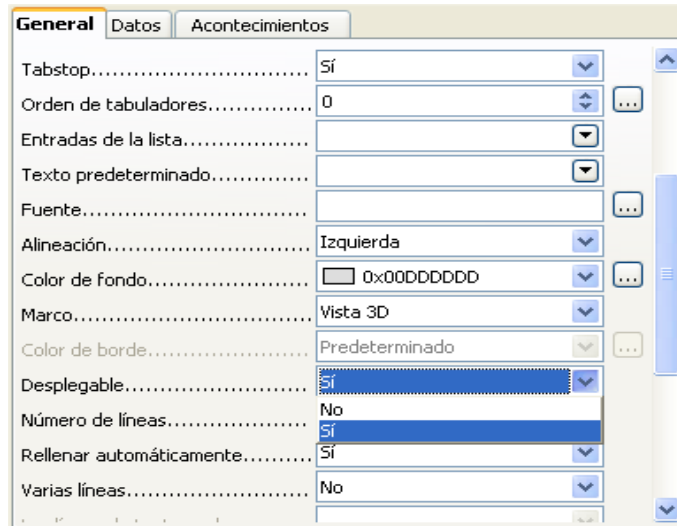 General Datos Acontecimientos
Tabstop.............................. Sí
Orden de tabuladores............... 0 ...
Entradas de la lista..................
Texto predeterminado..............
Fuente................................ ...
Alineación............................. Izquierda
Color de fondo........................ 0x00DDDDDD ...
Marco.................................. Vista 3D
Color de borde....................... Predeterminado ...
Desplegable........................... Sí
No
Número de líneas.................... Sí
Rellenar automáticamente.......... Sí
Varias líneas.......................... No